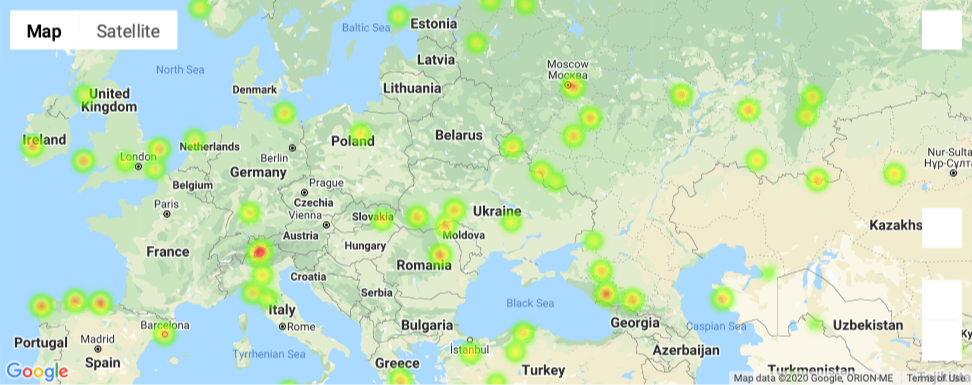 Map
Satellite
Baltic Sea
Estonia
Latvia
Lithuania
Moscow
Москва
North Sea
Denmark
United
Kingdom
Ireland
London
Netherlands
Berlin
Poland
Belarus
Germany
Belgium
Prague
Czechia
Paris
Vienna
Slovakia
Ukraine
Nur-Sulta
Нұр-Сұлта
Austria
Hungary
Moldova
Kazakhs
France
Romania
Croatia
Serbia
Italy
Black Sea
Barcelona
Rome
Bulgaria
Georgia
Caspian Sea
Uzbekistan
Portugal
Madrid
Spain
Tyrrhenian Sea
Istanbul
Azerbaijan
Greece
Turkey
Turkmenistan
Google
Map data ©2020 Google, ORION-ME
Terms of Use